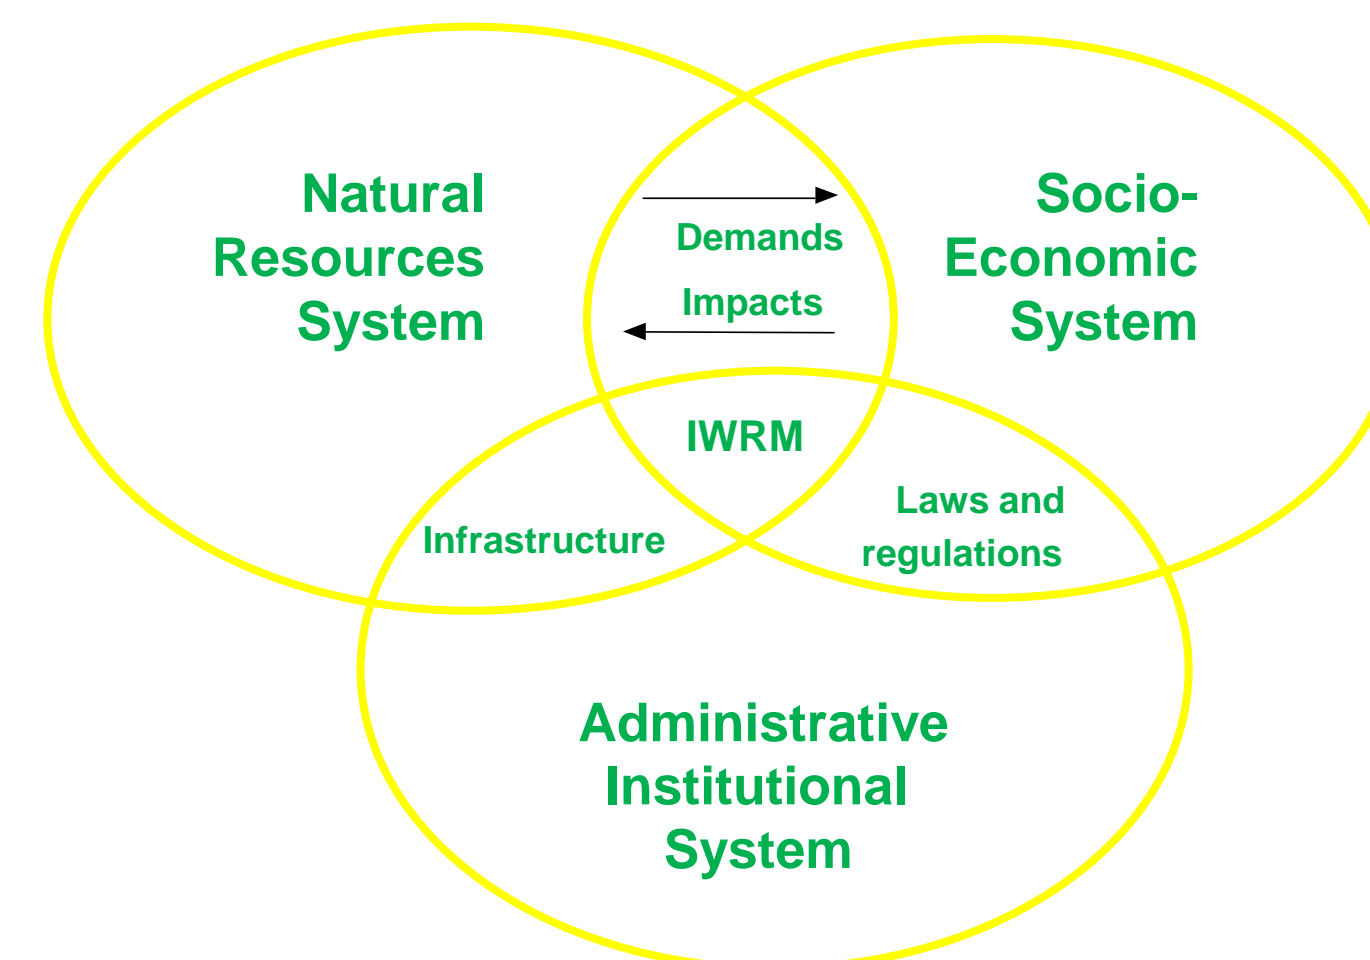 Natural
Resources
System
Demands
Impacts
Socio-
Economic
System
IWRM
Infrastructure
Laws and
regulations
Administrative
Institutional
System